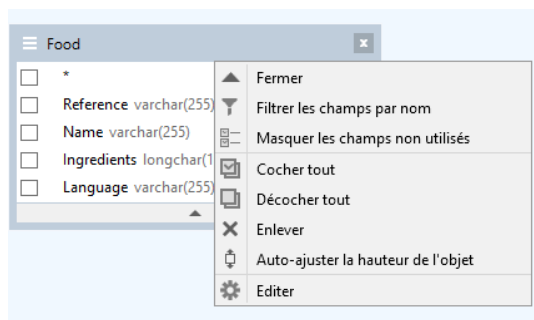 Food
*
Reference varchar(255)
Name varchar(255)
Ingredients longchar(1
Language varchar(255)
Fermer
Filtrer les champs par nom
Masquer les champs non utilisés
Cocher tout
Décocher tout
Enlever
Auto-ajuster la hauteur de l'objet
Editer